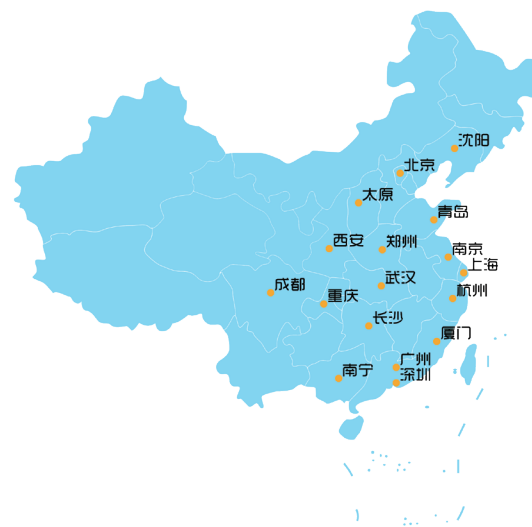 沈阳
北京
太原
青岛
西安
郑州
南京
上海
成都
武汉
重庆
杭州
长沙
厦门
广州
南宁
深圳